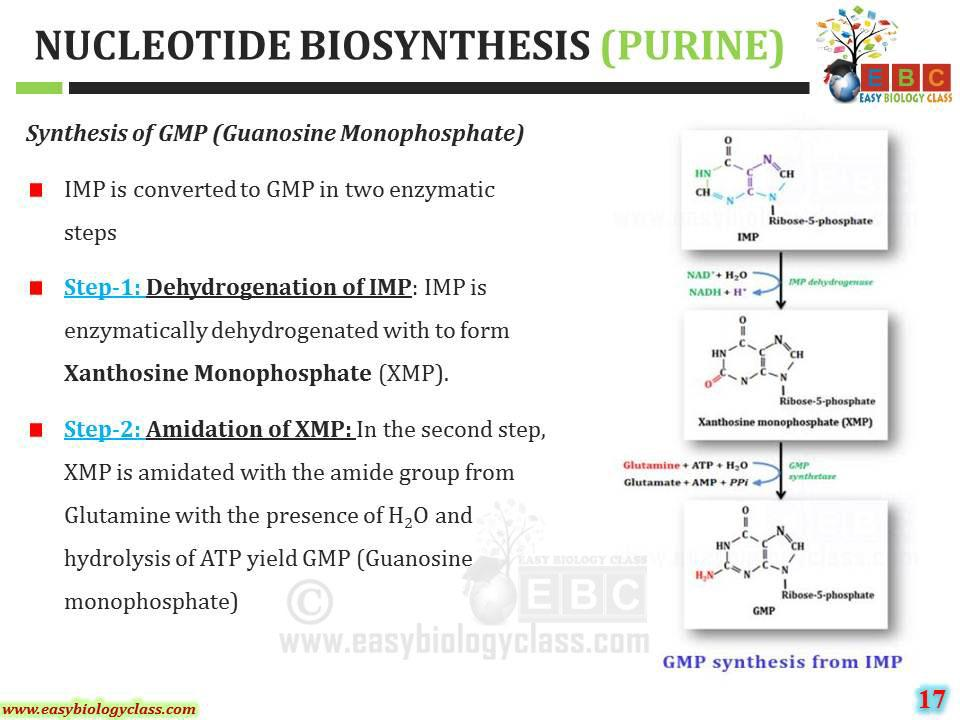 NUCLEOTIDE BIOSYNTHESIS (PURINE)
E B C
EASY BIOLOGY CLASS
Synthesis of GMP (Guanosine Monophosphate)
IMP is converted to GMP in two enzymatic
steps
Step-1: Dehydrogenation of IMP: IMP is
enzymatically dehydrogenated with to form
Xanthosine Monophosphate (XMP).
Step-2: Amidation of XMP: In the second step,
XMP is amidated with the amide group from
Glutamine with the presence of H₂O and
hydrolysis of ATP yield GMP (Guanosine
monophosphate)
O
C
HN C N CH
CH N C N
Ribose-5-phosphate
IMP
NAD⁺ + H₂O
NADH + H⁺
IMP dehydrogenase
O
C
HN C N CH
O C N C N
Ribose-5-phosphate
Xanthosine monophosphate (XMP)
Glutamine + ATP + H₂O
Glutamate + AMP + PPi
GMP
synthetase
O
C
HN C N CH
H₂N C N C N
Ribose-5-phosphate
GMP
GMP synthesis from IMP
©
EASY BIOLOGY CLASS
EBC
www.easybiologyclass.com
www.easybiologyclass.com
17